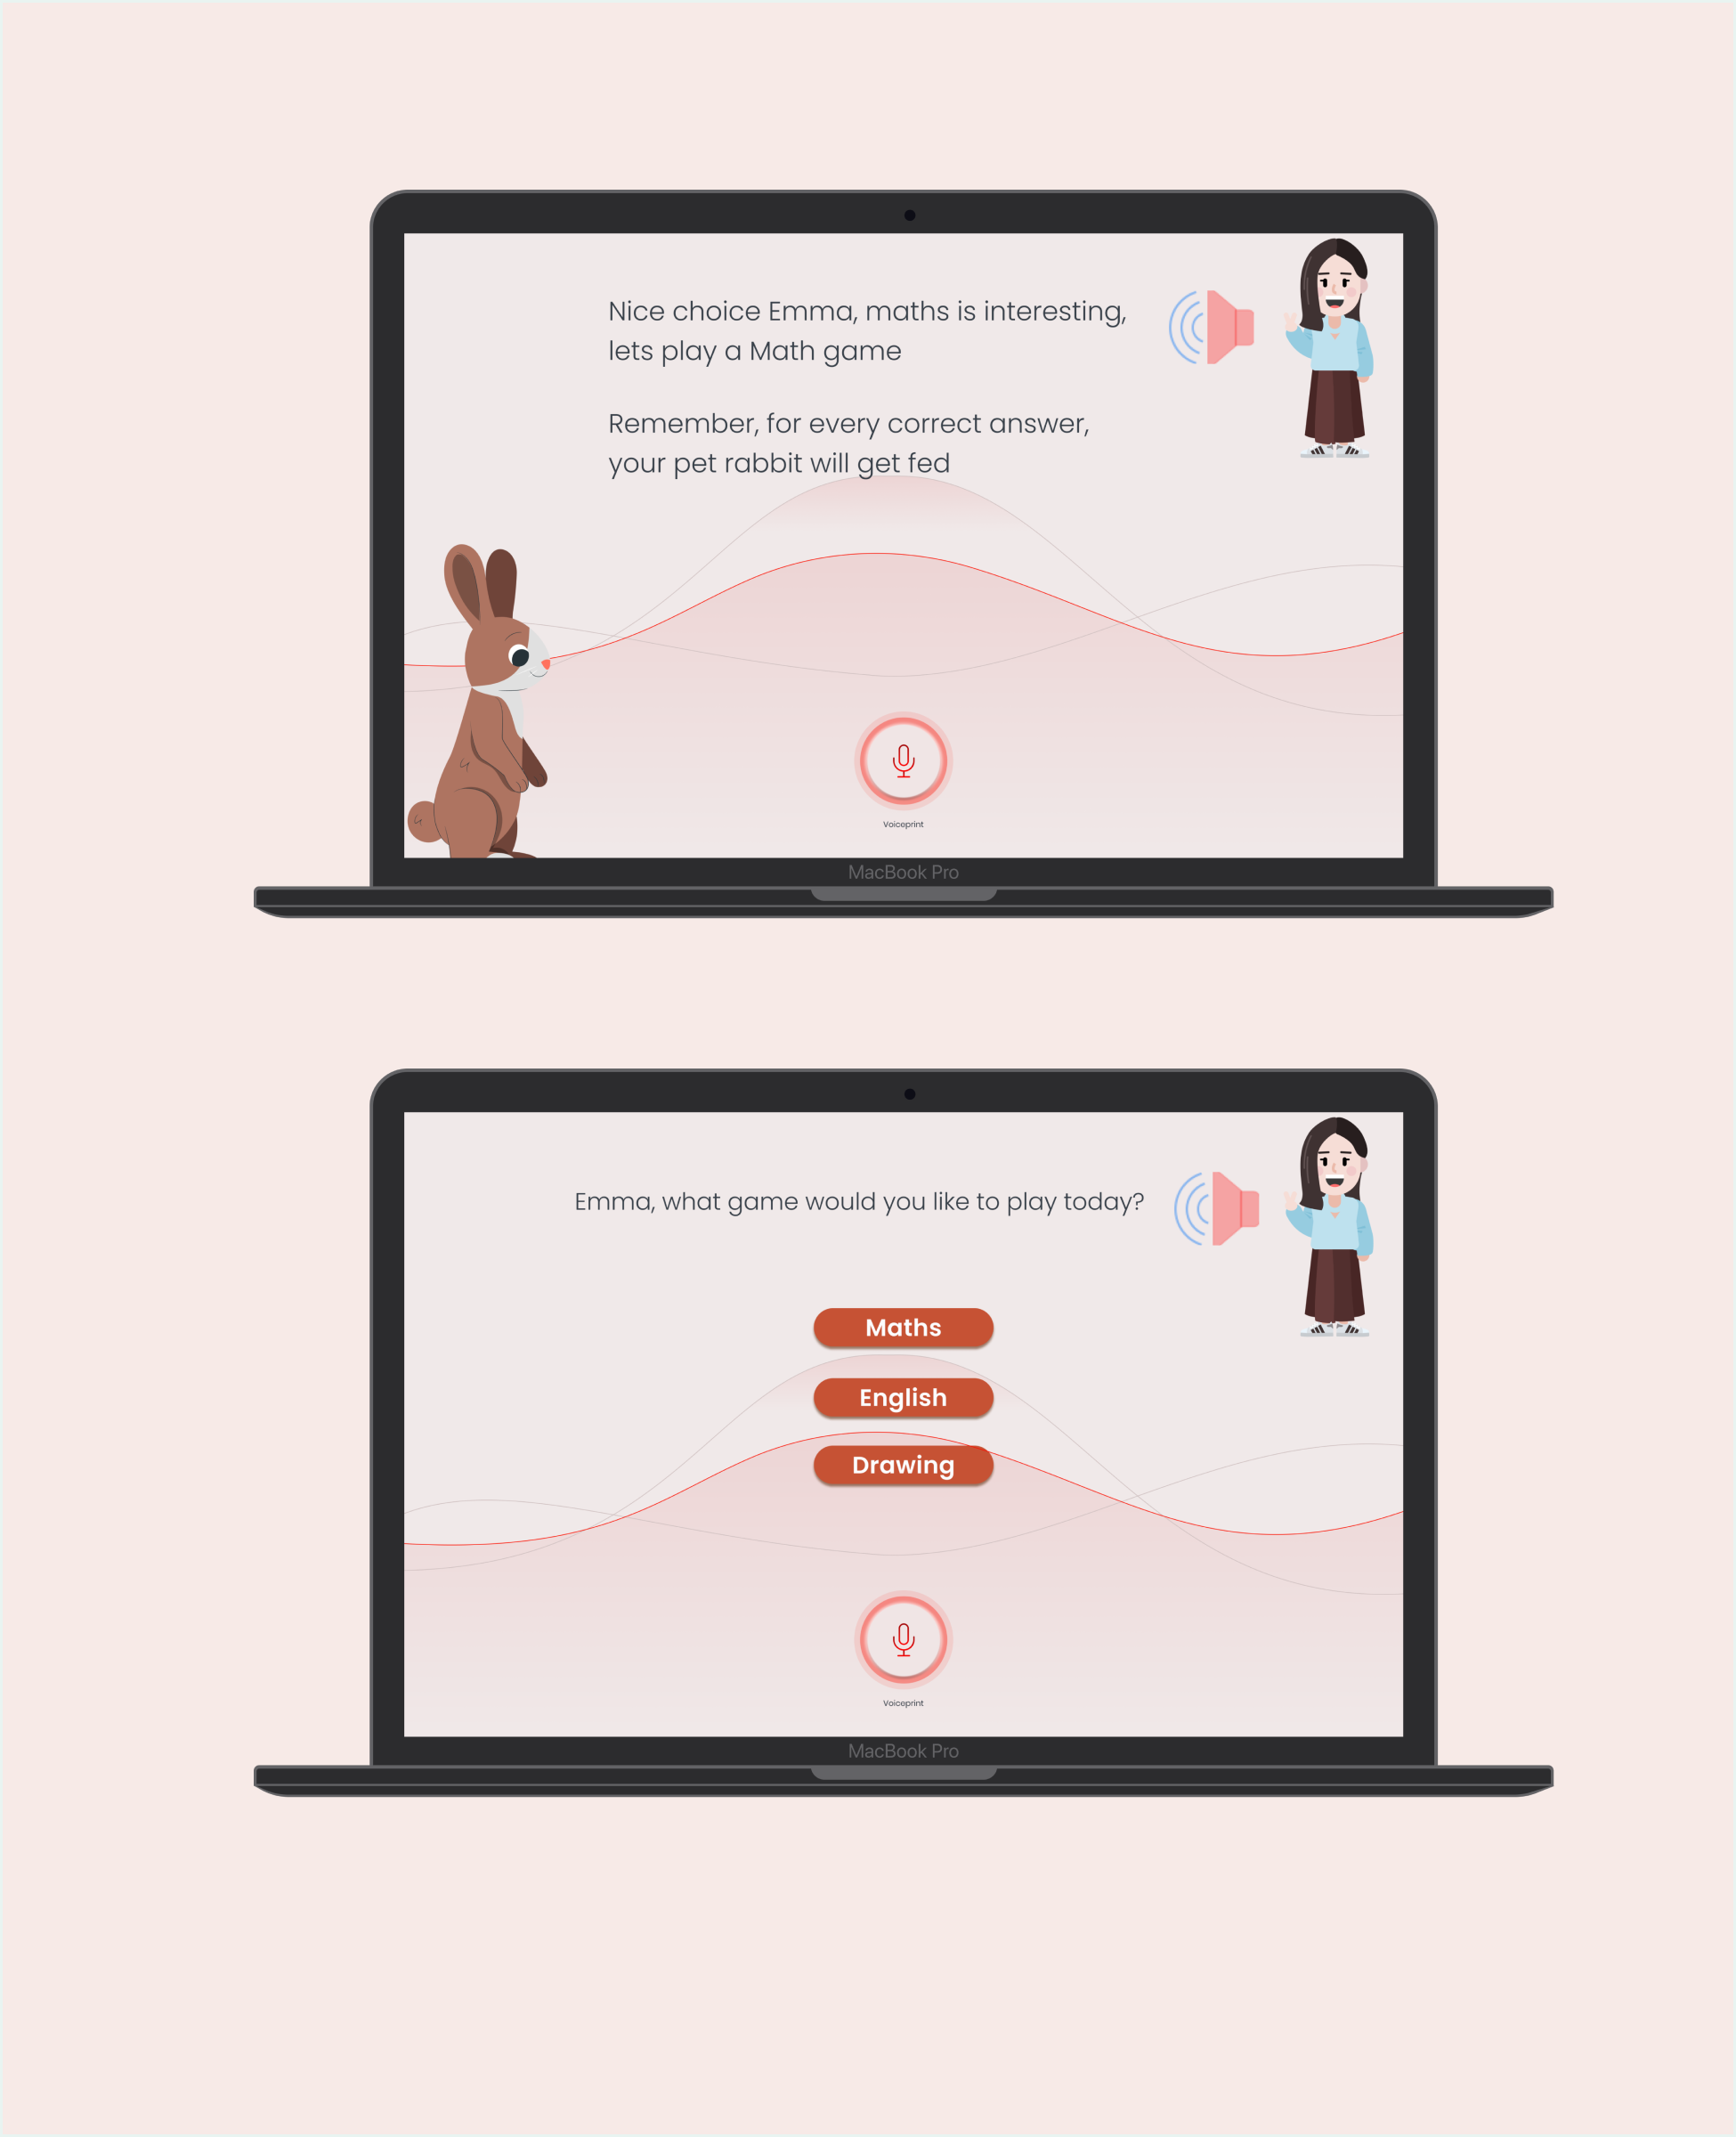 Nice choice Emma, maths is interesting,
lets play a Math game
Remember, for every correct answer,
your pet rabbit will get fed
Voiceprint
MacBook Pro
Emma, what game would you like to play today?
Maths
English
Drawing
Voiceprint
MacBook Pro